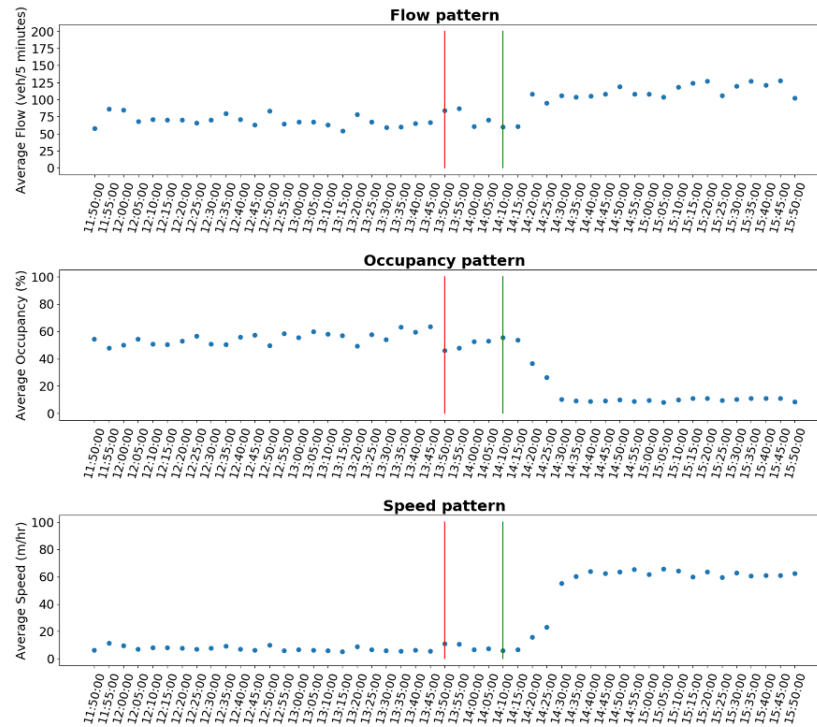 Flow pattern
Average Flow (veh/5 minutes)
200
175
150
125
100
75
50
25
0
11:50:00 11:55:00 12:00:00 12:05:00 12:10:00 12:15:00 12:20:00 12:25:00 12:30:00 12:35:00 12:40:00 12:45:00 12:50:00 12:55:00 13:00:00 13:05:00 13:10:00 13:15:00 13:20:00 13:25:00 13:30:00 13:35:00 13:40:00 13:45:00 13:50:00 13:55:00 14:00:00 14:05:00 14:10:00 14:15:00 14:20:00 14:25:00 14:30:00 14:35:00 14:40:00 14:45:00 14:50:00 14:55:00 15:00:00 15:05:00 15:10:00 15:15:00 15:20:00 15:25:00 15:30:00 15:35:00 15:40:00 15:45:00 15:50:00
Occupancy pattern
Average Occupancy (%)
100
80
60
40
20
0
11:50:00 11:55:00 12:00:00 12:05:00 12:10:00 12:15:00 12:20:00 12:25:00 12:30:00 12:35:00 12:40:00 12:45:00 12:50:00 12:55:00 13:00:00 13:05:00 13:10:00 13:15:00 13:20:00 13:25:00 13:30:00 13:35:00 13:40:00 13:45:00 13:50:00 13:55:00 14:00:00 14:05:00 14:10:00 14:15:00 14:20:00 14:25:00 14:30:00 14:35:00 14:40:00 14:45:00 14:50:00 14:55:00 15:00:00 15:05:00 15:10:00 15:15:00 15:20:00 15:25:00 15:30:00 15:35:00 15:40:00 15:45:00 15:50:00
Speed pattern
Average Speed (m/hr)
100
80
60
40
20
0
11:50:00 11:55:00 12:00:00 12:05:00 12:10:00 12:15:00 12:20:00 12:25:00 12:30:00 12:35:00 12:40:00 12:45:00 12:50:00 12:55:00 13:00:00 13:05:00 13:10:00 13:15:00 13:20:00 13:25:00 13:30:00 13:35:00 13:40:00 13:45:00 13:50:00 13:55:00 14:00:00 14:05:00 14:10:00 14:15:00 14:20:00 14:25:00 14:30:00 14:35:00 14:40:00 14:45:00 14:50:00 14:55:00 15:00:00 15:05:00 15:10:00 15:15:00 15:20:00 15:25:00 15:30:00 15:35:00 15:40:00 15:45:00 15:50:00